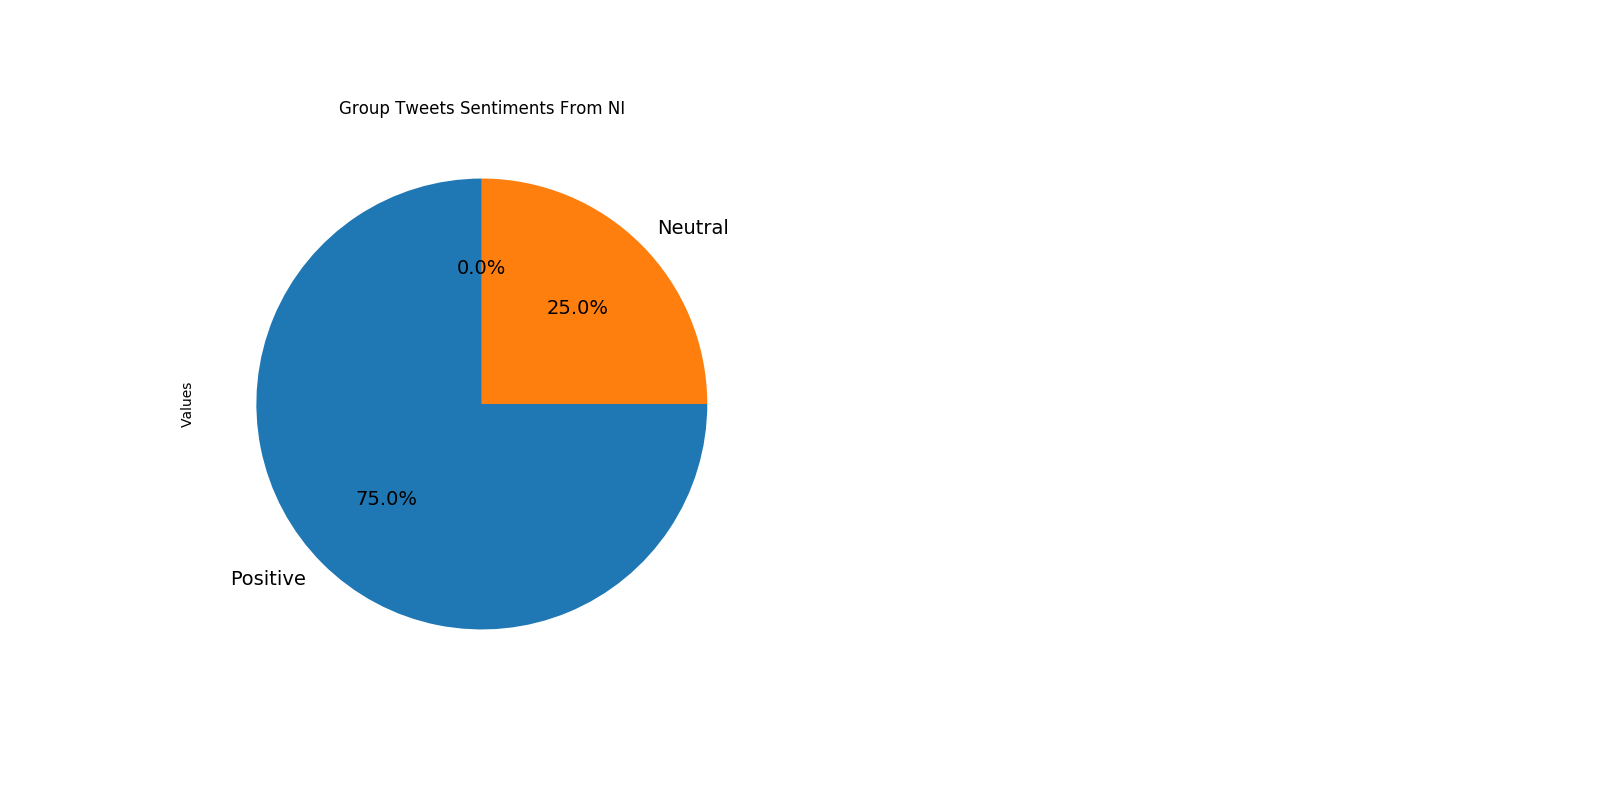 Group Tweets Sentiments From NI
Neutral
0.0%
25.0%
Values
75.0%
Positive